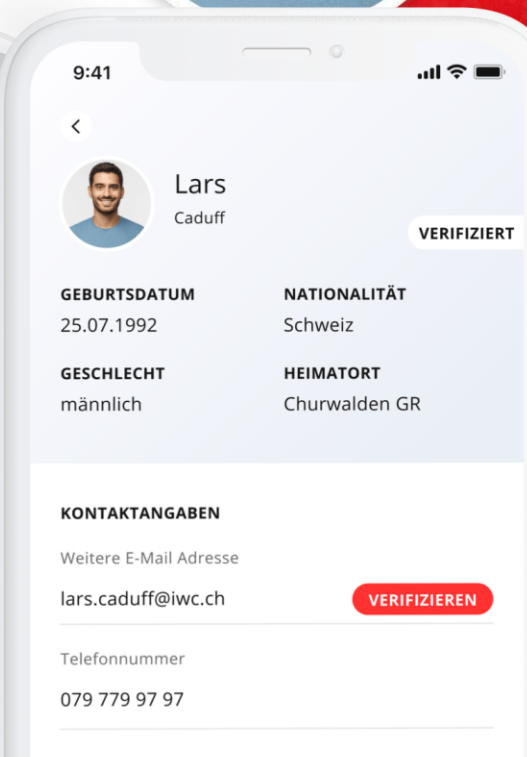 9:41
Lars
Caduff
VERIFIZIERT
GEBURTSDATUM NATIONALITÄT
25.07.1992 Schweiz
GESCHLECHT HEIMATORT
männlich Churwalden GR
KONTAKTANGABEN
Weitere E-Mail Adresse
lars.caduff@iwc.ch VERIFIZIEREN
Telefonnummer
079 779 97 97